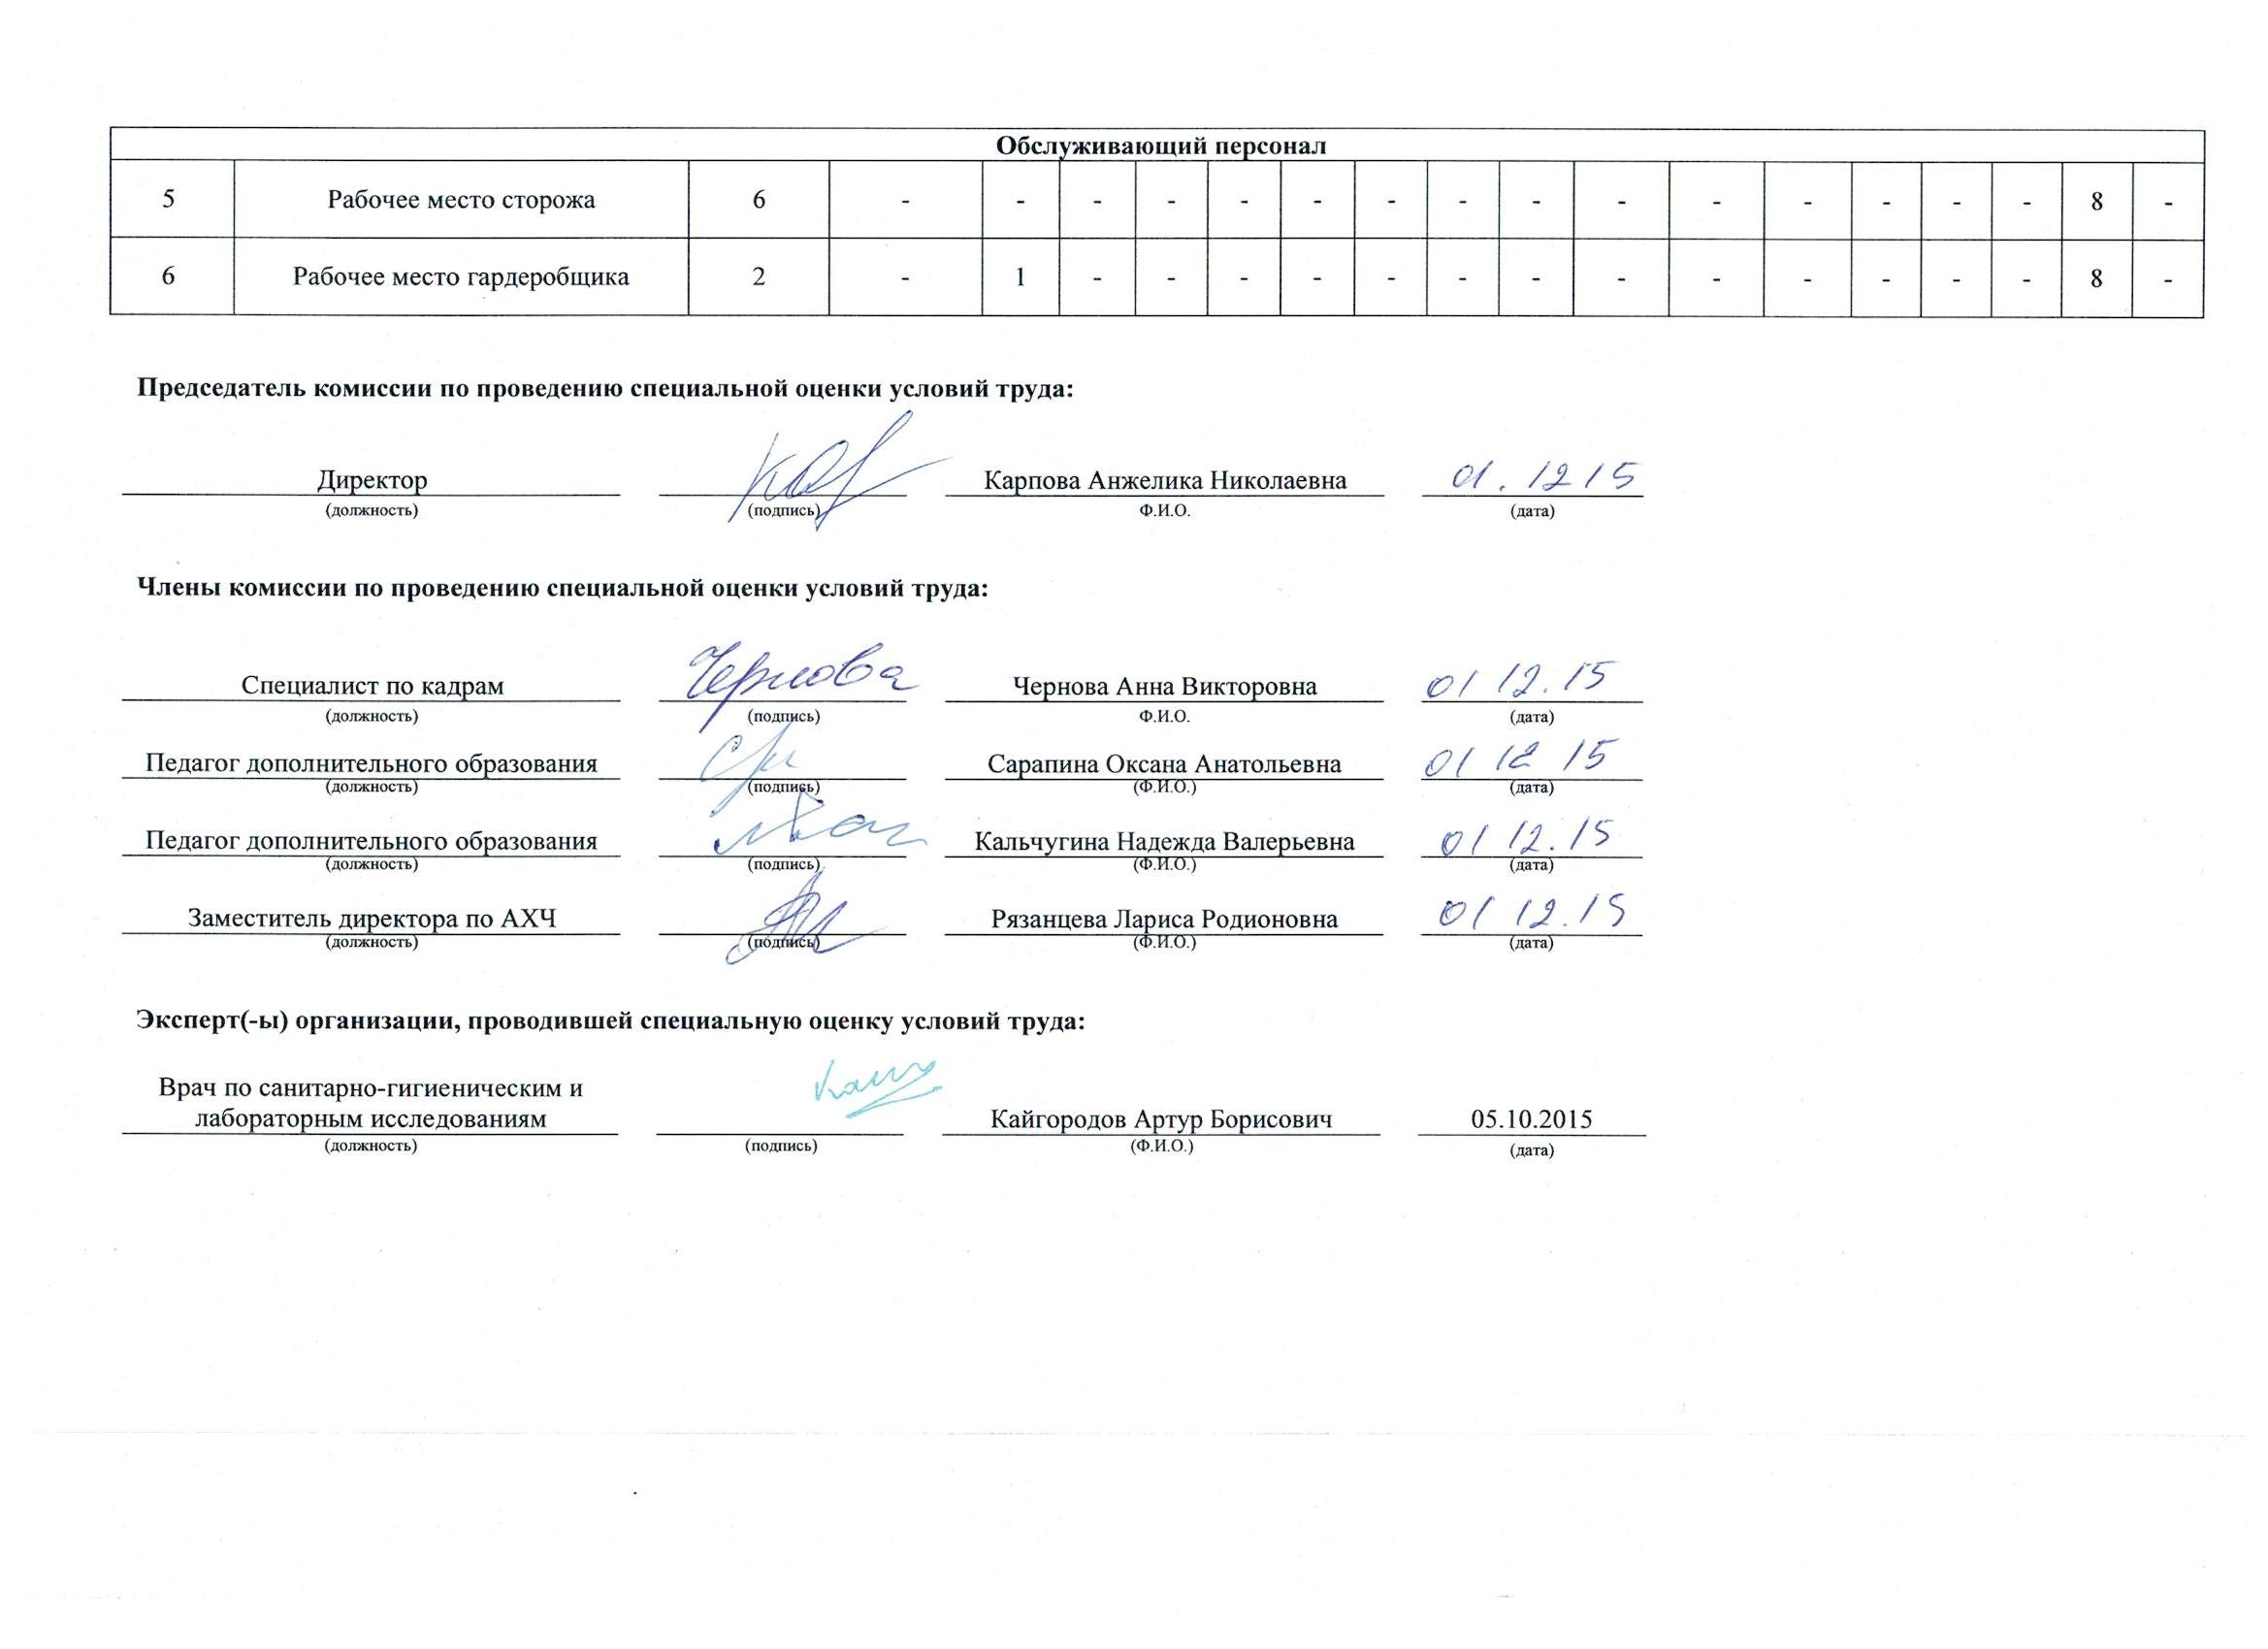 Обслуживающий персонал
5 Рабочее место сторожа 6 - - - - - - - - - - - - - - - 8 -
6 Рабочее место гардеробщика 2 - 1 - - - - - - - - - - - - - 8 -
Председатель комиссии по проведению специальной оценки условий труда:
Директор Карпова Анжелика Николаевна 01.12 15
(должность) (подпись) Ф.И.О. (дата)
Члены комиссии по проведению специальной оценки условий труда:
Специалист по кадрам Чернова Чернова Анна Викторовна 01 12.15
(должность) (подпись) Ф.И.О. (дата)
Педагог дополнительного образования Сарапина Оксана Анатольевна 01 12 15
(должность) (подпись) (Ф.И.О.) (дата)
Педагог дополнительного образования Кальчугина Надежда Валерьевна 01 12.15
(должность) (подпись) (Ф.И.О.) (дата)
Заместитель директора по АХЧ Рязанцева Лариса Родионовна 01 12.15
(должность) (подпись) (Ф.И.О.) (дата)
Эксперт(-ы) организации, проводившей специальную оценку условий труда:
Врач по санитарно-гигиеническим и
лабораторным исследованиям Кайгородов Артур Борисович 05.10.2015
(должность) (подпись) (Ф.И.О.) (дата)